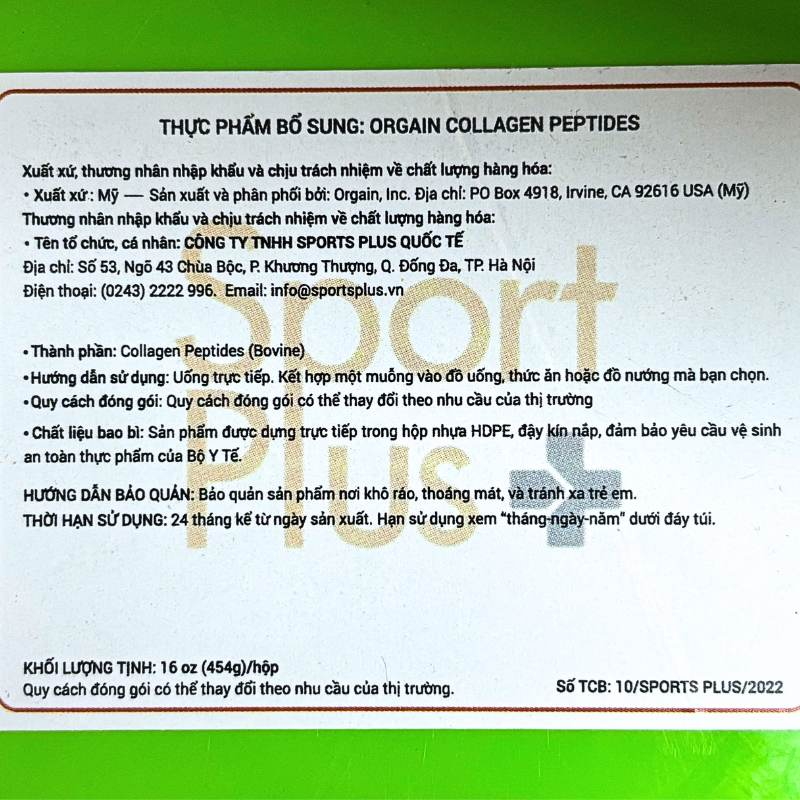 THỰC PHẨM BỔ SUNG: ORGAIN COLLAGEN PEPTIDES
Xuất xứ, thương nhân nhập khẩu và chịu trách nhiệm về chất lượng hàng hóa:
• Xuất xứ: Mỹ — Sản xuất và phân phối bởi: Orgain, Inc. Địa chỉ: PO Box 4918, Irvine, CA 92616 USA (Mỹ)
Thương nhân nhập khẩu và chịu trách nhiệm về chất lượng hàng hóa:
• Tên tổ chức, cá nhân: CÔNG TY TNHH SPORTS PLUS QUỐC TẾ
Địa chỉ: Số 53, Ngõ 43 Chùa Bộc, P. Khương Thượng, Q. Đống Đa, TP. Hà Nội
Điện thoại: (0243) 2222 996. Email: info@sportsplus.vn
Sport
• Thành phần: Collagen Peptides (Bovine)
•Hướng dẫn sử dụng: Uống trực tiếp. Kết hợp một muỗng vào đồ uống, thức ăn hoặc đồ nướng mà bạn chọn.
•Quy cách đóng gói: Quy cách đóng gói có thể thay đổi theo nhu cầu của thị trường
• Chất liệu bao bì: Sản phẩm được dựng trực tiếp trong hộp nhựa HDPE, đậy kín nắp, đảm bảo yêu cầu vệ sinh
an toàn thực phẩm của Bộ Y Tế.
Plus+
HƯỚNG DẪN BẢO QUẢN: Bảo quản sản phẩm nơi khô ráo, thoáng mát, và tránh xa trẻ em.
THỜI HẠN SỬ DỤNG: 24 tháng kể từ ngày sản xuất. Hạn sử dụng xem "tháng-ngày-năm" dưới đáy túi.
KHỐI LƯỢNG TỊNH: 16 oz (454g)/hộp
Quy cách đóng gói có thể thay đổi theo nhu cầu của thị trường.
Số TCB: 10/SPORTS PLUS/2022